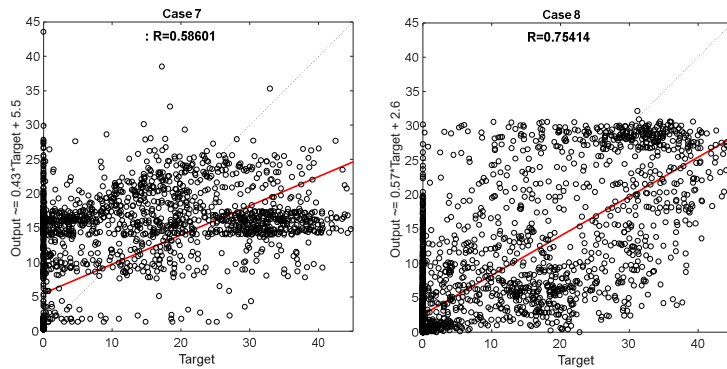 Case 7
: R=0.58601
Output ~= 0.43*Target + 5.5
45
40
35
30
25
20
15
10
5
0
0 10 20 30 40
Target
Case 8
R=0.75414
Output ~= 0.57*Target + 2.6
45
40
35
30
25
20
15
10
5
0
0 10 20 30 40
Target